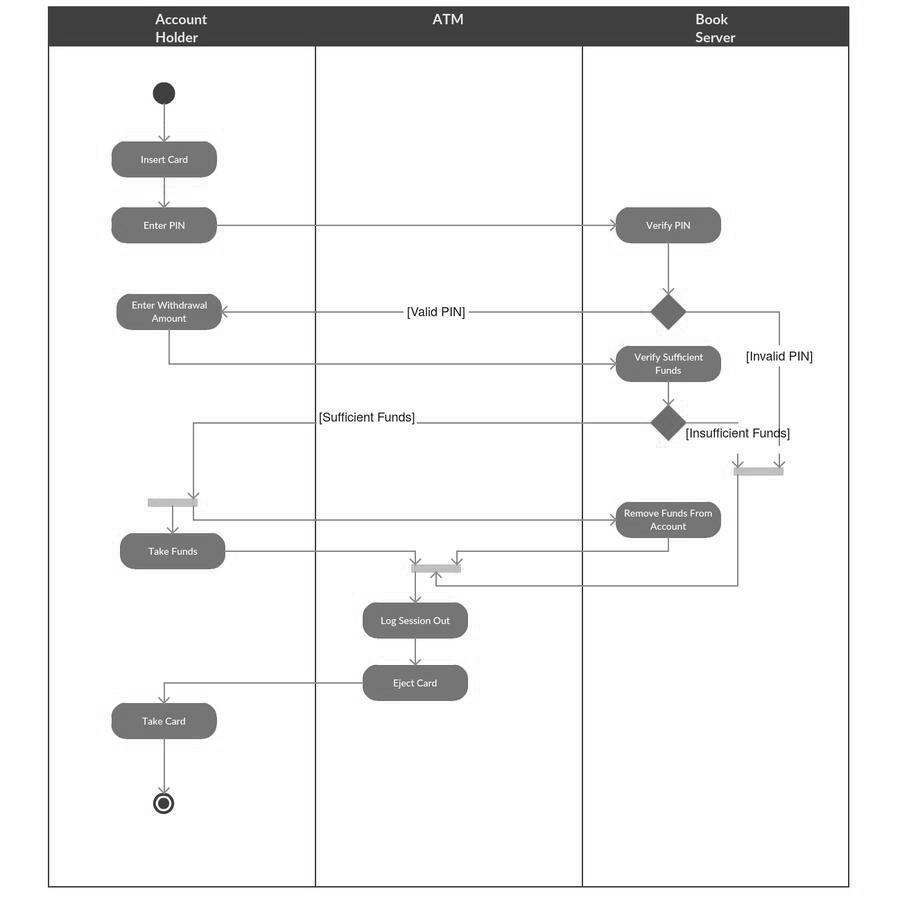 Account
Holder
ATM
Book
Server
Insert Card
Enter PIN
Verify PIN
Enter Withdrawal
Amount
[Valid PIN]
[Invalid PIN]
Verify Sufficient
Funds
[Sufficient Funds]
[Insufficient Funds]
Remove Funds From
Account
Take Funds
Log Session Out
Eject Card
Take Card